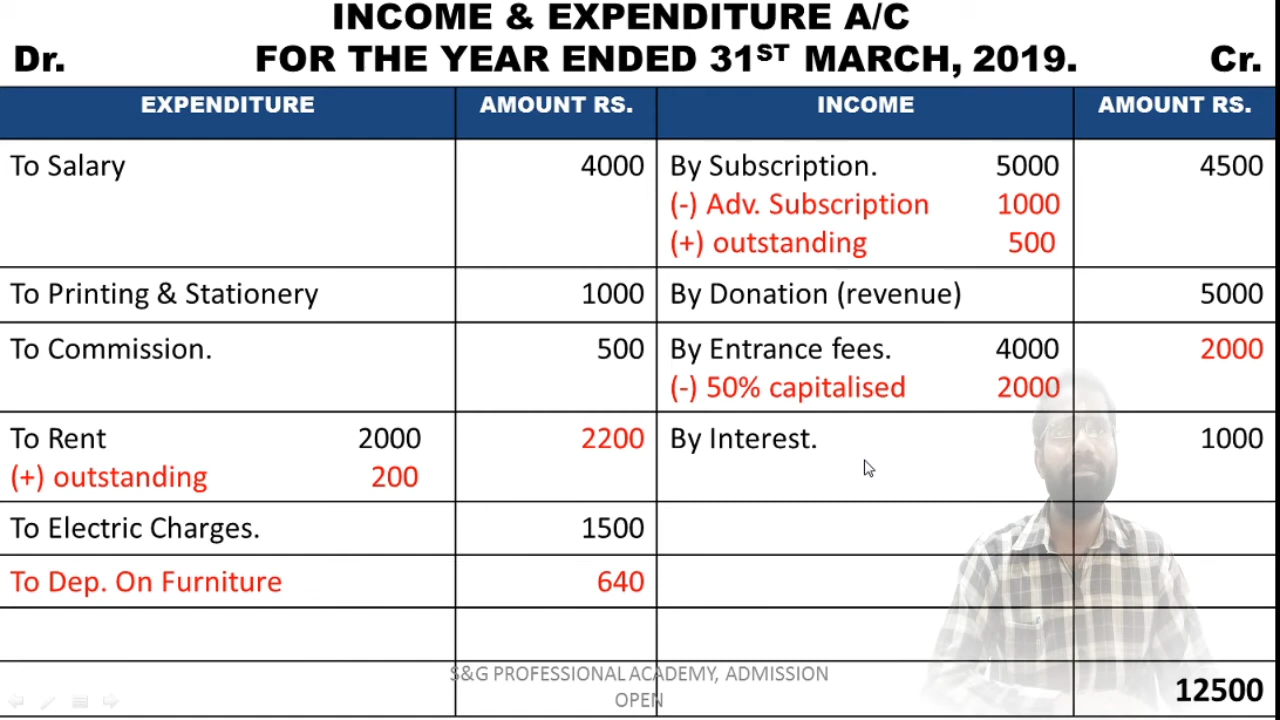 INCOME & EXPENDITURE A/C
Dr. FOR THE YEAR ENDED 31ST MARCH, 2019. Cr.
EXPENDITURE AMOUNT RS. INCOME AMOUNT RS.
To Salary 4000 By Subscription. 5000 4500
(-) Adv. Subscription 1000
(+) outstanding 500
To Printing & Stationery 1000 By Donation (revenue) 5000
To Commission. 500 By Entrance fees. 4000 2000
(-) 50% capitalised 2000
To Rent 2000 2200 By Interest. 1000
(+) outstanding 200
To Electric Charges. 1500
To Dep. On Furniture 640
S&G PROFESSIONAL ACADEMY, ADMISSION
OPEN
12500